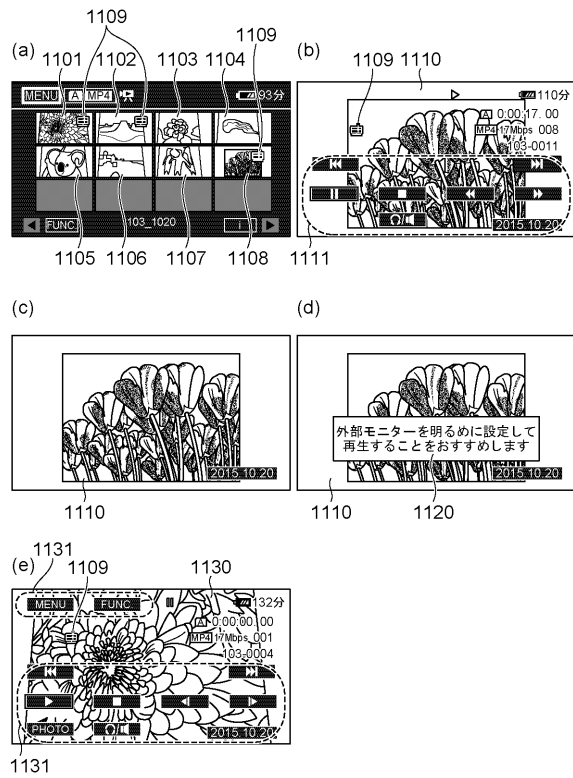 (a)
1109
1101
1102
1103
1104
1109
MENU A MP4 93分
FUNC. 103_1020 i
1105
1106
1107
1108
(b)
1109
1110
110分
A 0:00:17.00
MP4 17Mbps 008
103-0011
2015.10.20
1111
(c)
2015.10.20
1110
(d)
外部モニターを明るめに設定して
再生することをおすすめします
2015.10.20
1110
1120
(e)
1131
1109
1130
MENU FUNC. 132分
A 0:00:00.00
MP4 17Mbps 001
103-0004
PHOTO
2015.10.20
1131